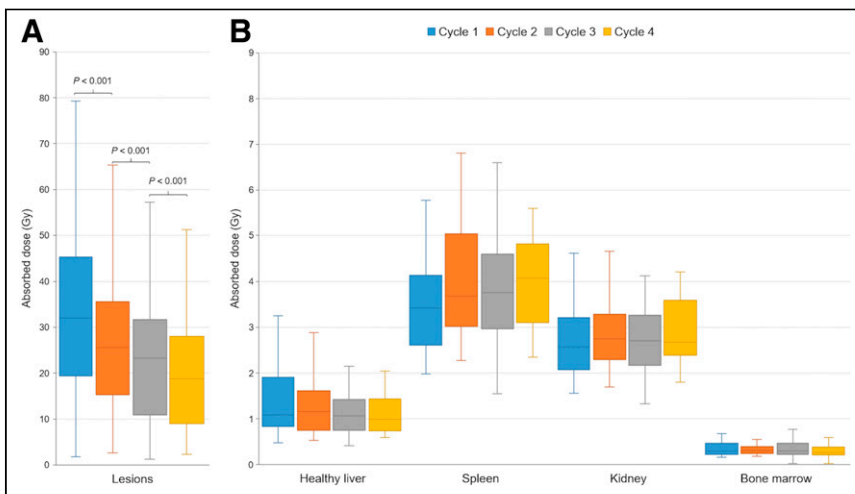 A
B
Cycle 1 Cycle 2 Cycle 3 Cycle 4
Absorbed dose (Gy)
90
80
70
60
50
40
30
20
10
0
P < 0.001
P < 0.001
P < 0.001
Lesions
Absorbed dose (Gy)
9
8
7
6
5
4
3
2
1
0
Healthy liver Spleen Kidney Bone marrow